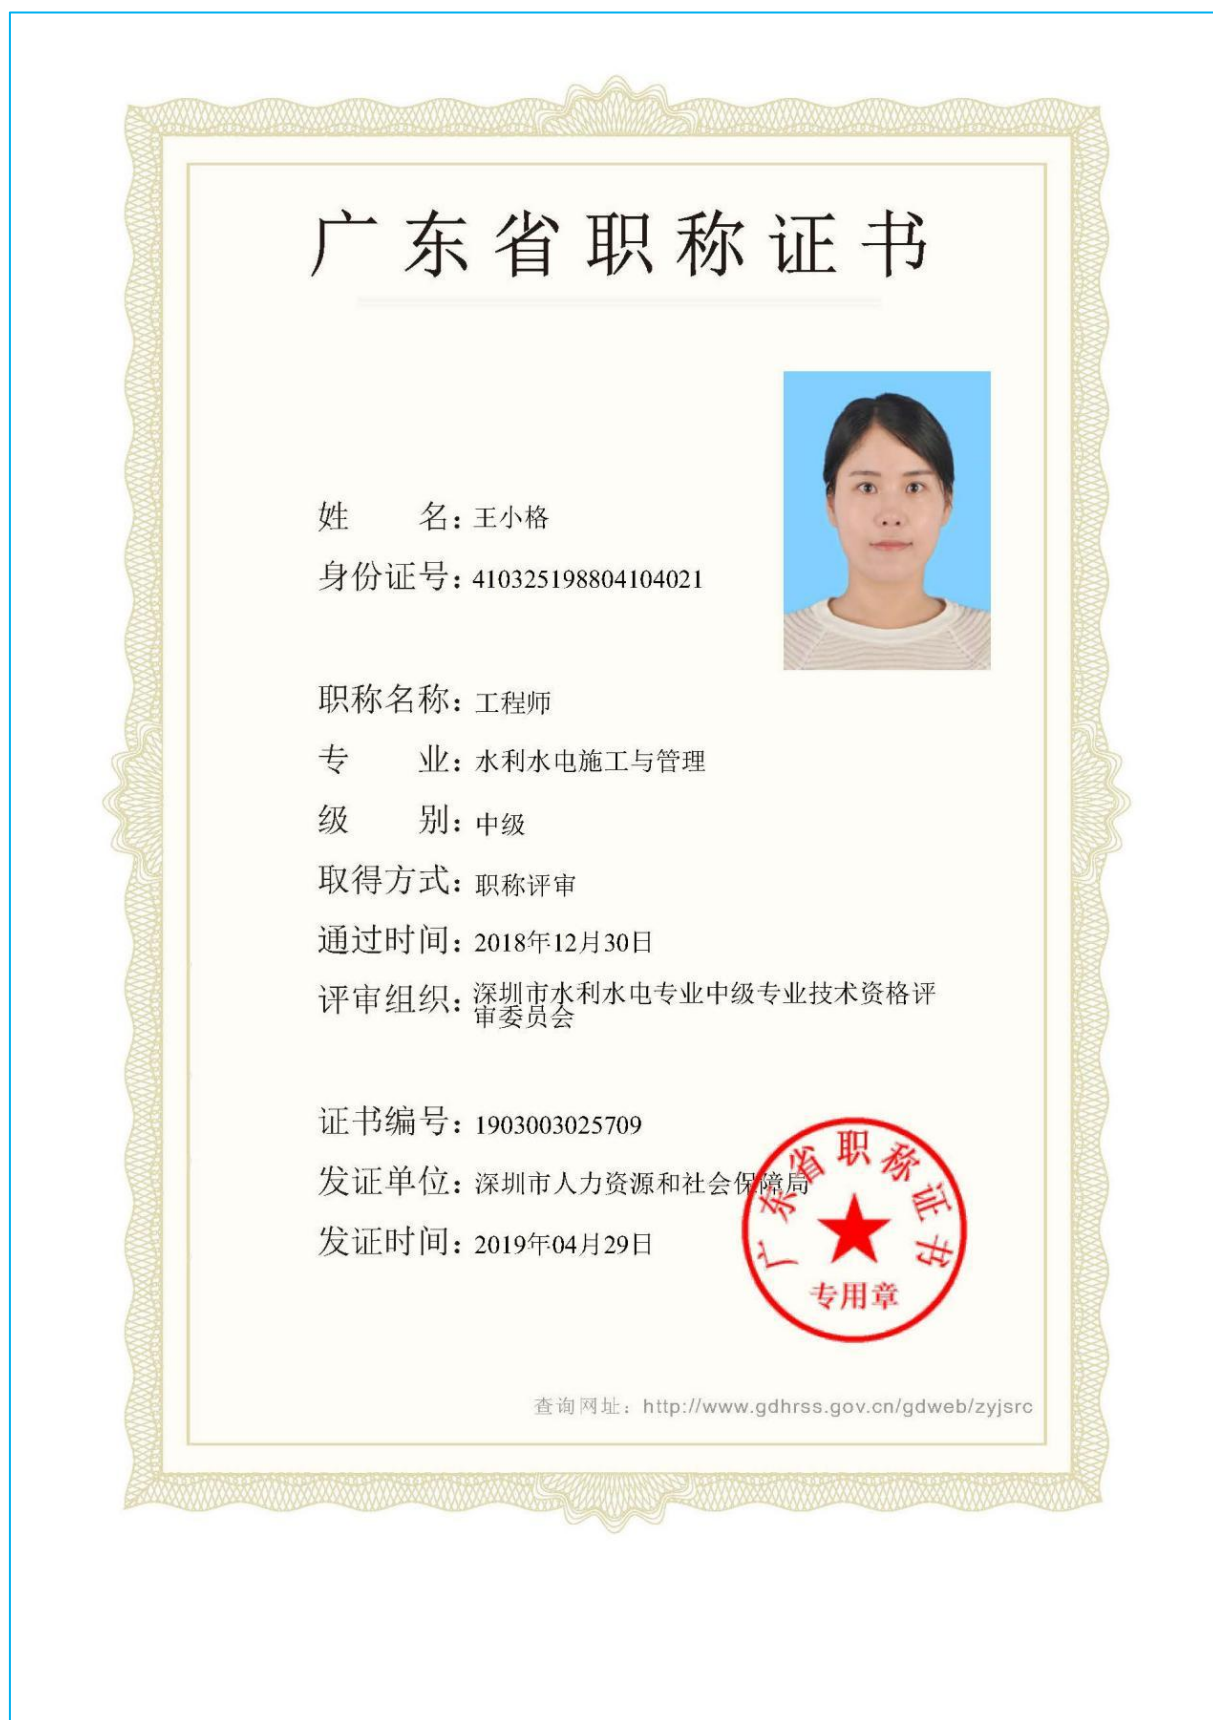 广东省职称证书
姓 名：王小格
身份证号：410325198804104021
职称名称：工程师
专 业：水利水电施工与管理
级 别：中级
取得方式：职称评审
通过时间：2018年12月30日
评审组织：深圳市水利水电专业中级专业技术资格评
审委员会
证书编号：1903003025709
发证单位：深圳市人力资源和社会保障局
发证时间：2019年04月29日
广东省职称证书
专用章
查询网址：http://www.gdhrss.gov.cn/gdweb/zyjsrc